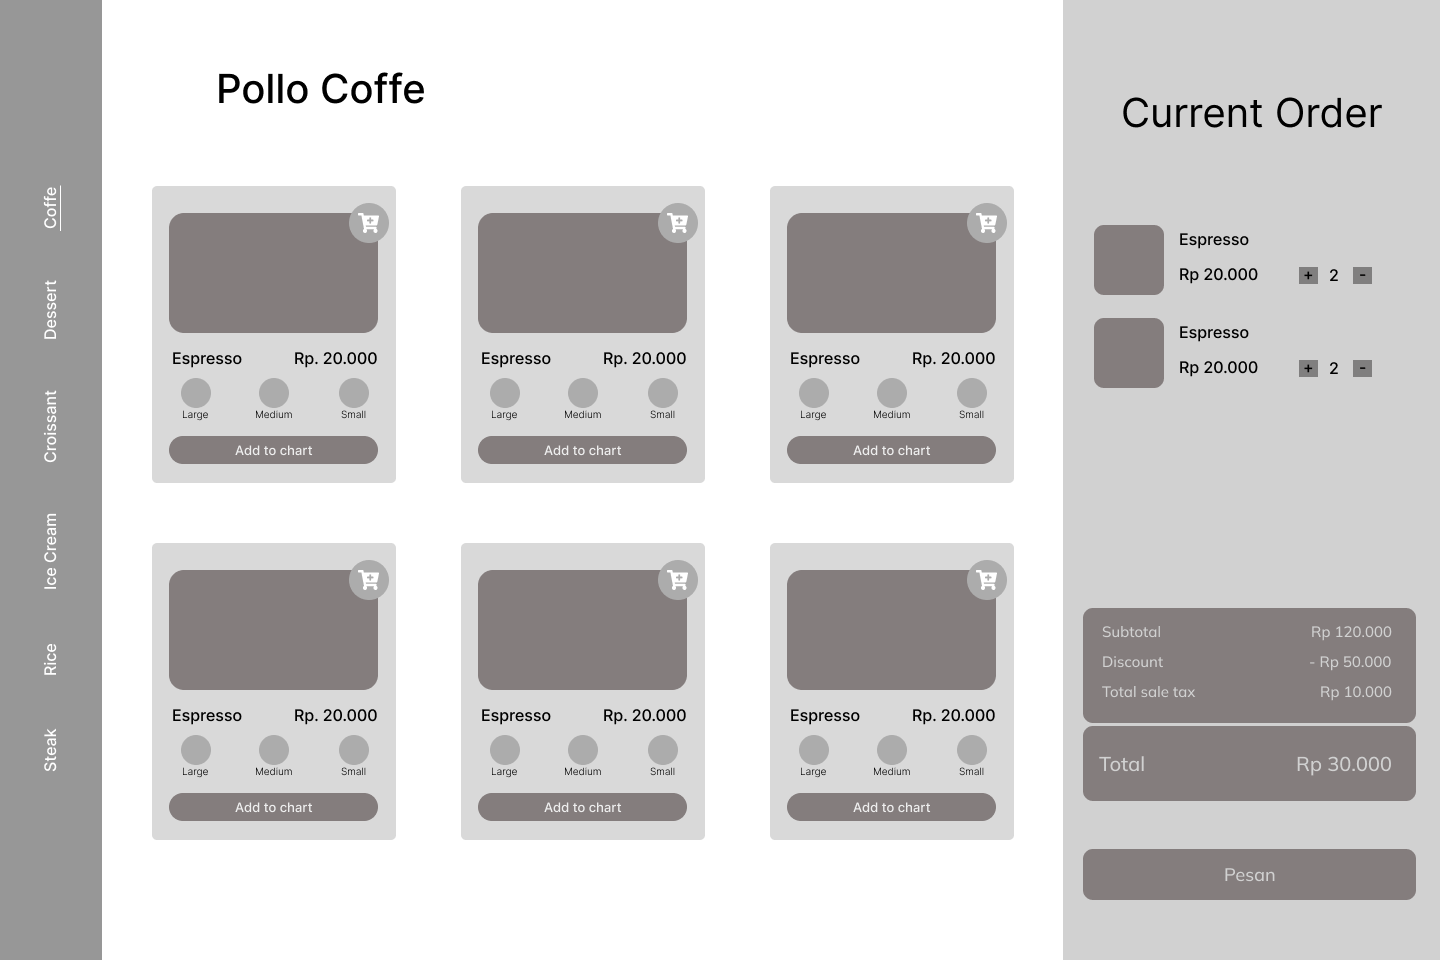 Coffe
Dessert
Croissant
Ice Cream
Rice
Steak
Pollo Coffe
Espresso Rp. 20.000
Large Medium Small
Add to chart
Espresso Rp. 20.000
Large Medium Small
Add to chart
Espresso Rp. 20.000
Large Medium Small
Add to chart
Espresso Rp. 20.000
Large Medium Small
Add to chart
Espresso Rp. 20.000
Large Medium Small
Add to chart
Espresso Rp. 20.000
Large Medium Small
Add to chart
Current Order
Espresso
Rp 20.000 + 2 -
Espresso
Rp 20.000 + 2 -
Subtotal Rp 120.000
Discount - Rp 50.000
Total sale tax Rp 10.000
Total Rp 30.000
Pesan